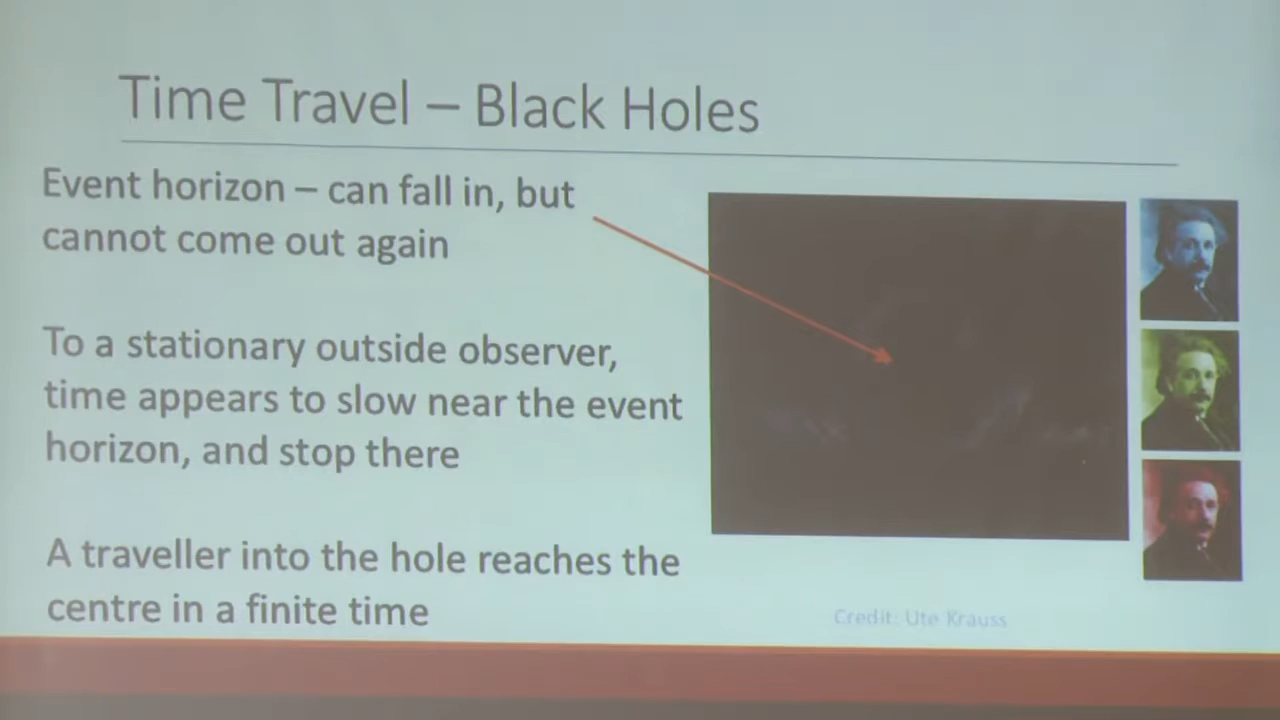 Time Travel – Black Holes
Event horizon – can fall in, but
cannot come out again
To a stationary outside observer,
time appears to slow near the event
horizon, and stop there
A traveller into the hole reaches the
centre in a finite time
Credit: Ute Krauss